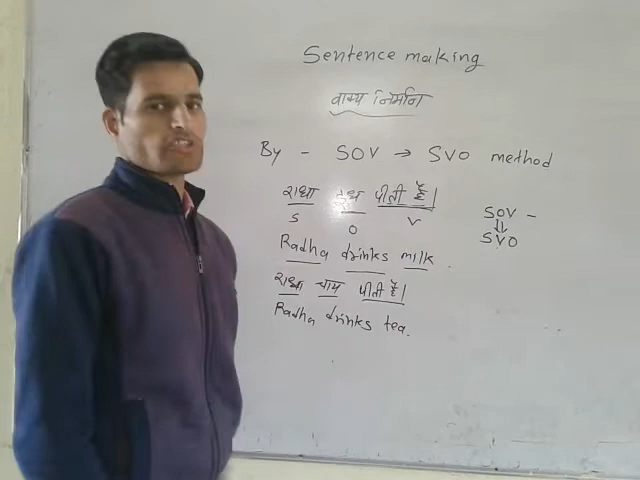 Sentence making
वाक्य निर्माण
By - SOV → SVO method
राधा दूध पीती है।
S O V
Radha drinks milk.
राधा चाय पीती है।
Radha drinks tea.
SOV -
⇓
SVO